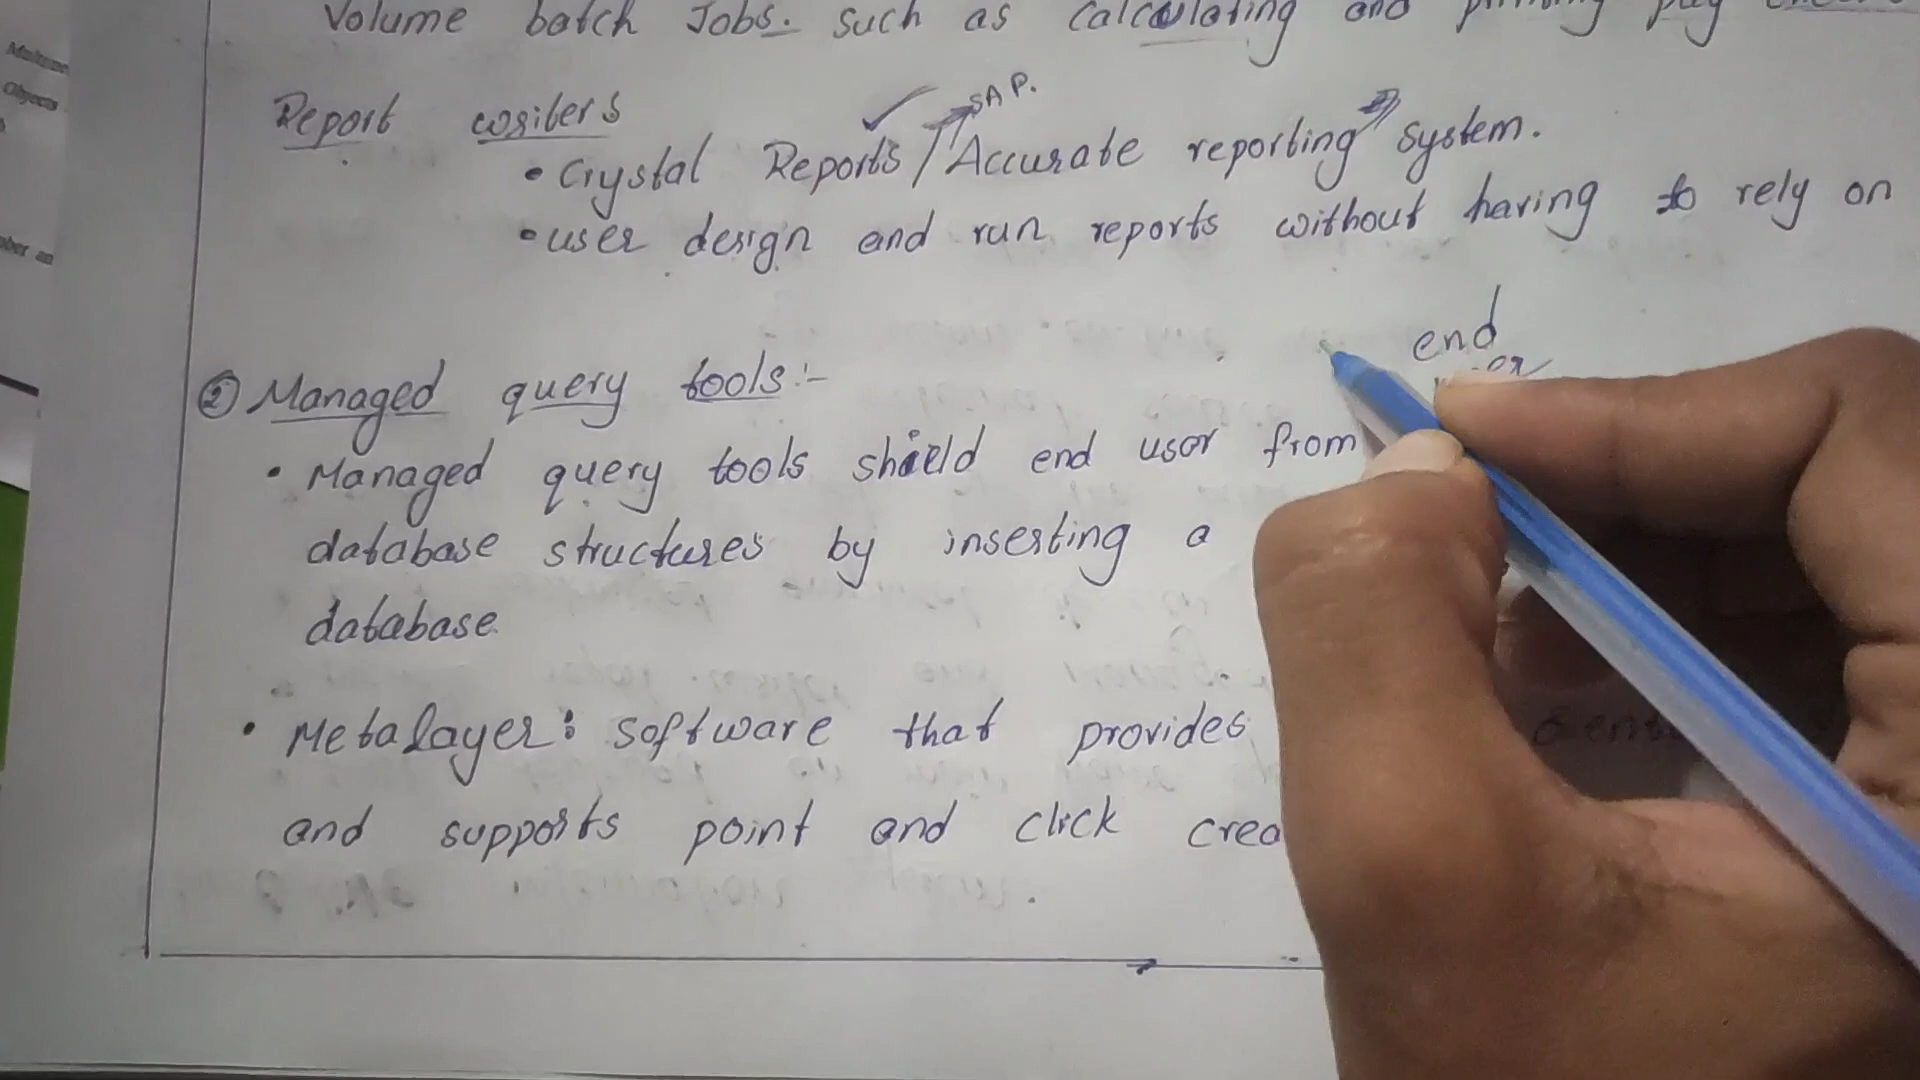 Volume batch Jobs. such as calculating and printing pay
Report writers
SAP.
• Crystal Reports / Accurate reporting system.
• user design and run reports without having to rely on
end
② Managed query tools:-
• Managed query tools shield end user from
database structures by inserting a
database.
• Metalayer: software that provides
and supports point and click crea